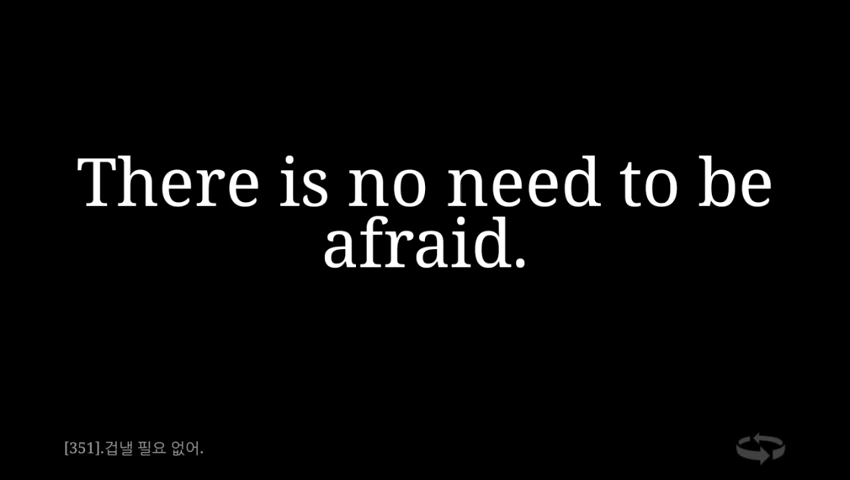 There is no need to be
afraid.
[351].겁낼 필요 없어.